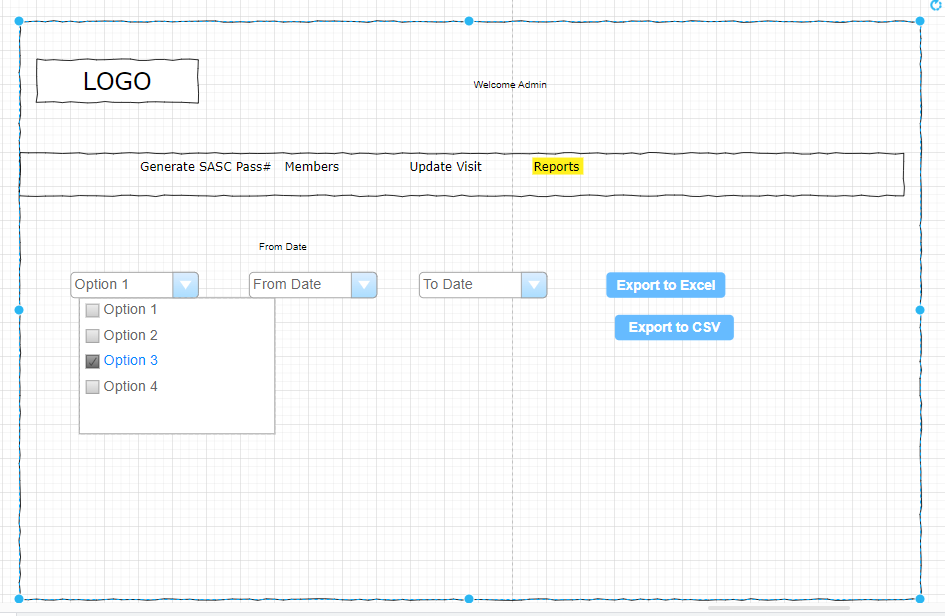 LOGO
Welcome Admin
Generate SASC Pass# Members Update Visit Reports
From Date
Option 1 From Date To Date Export to Excel
Option 1
Export to CSV
Option 2
Option 3
Option 4